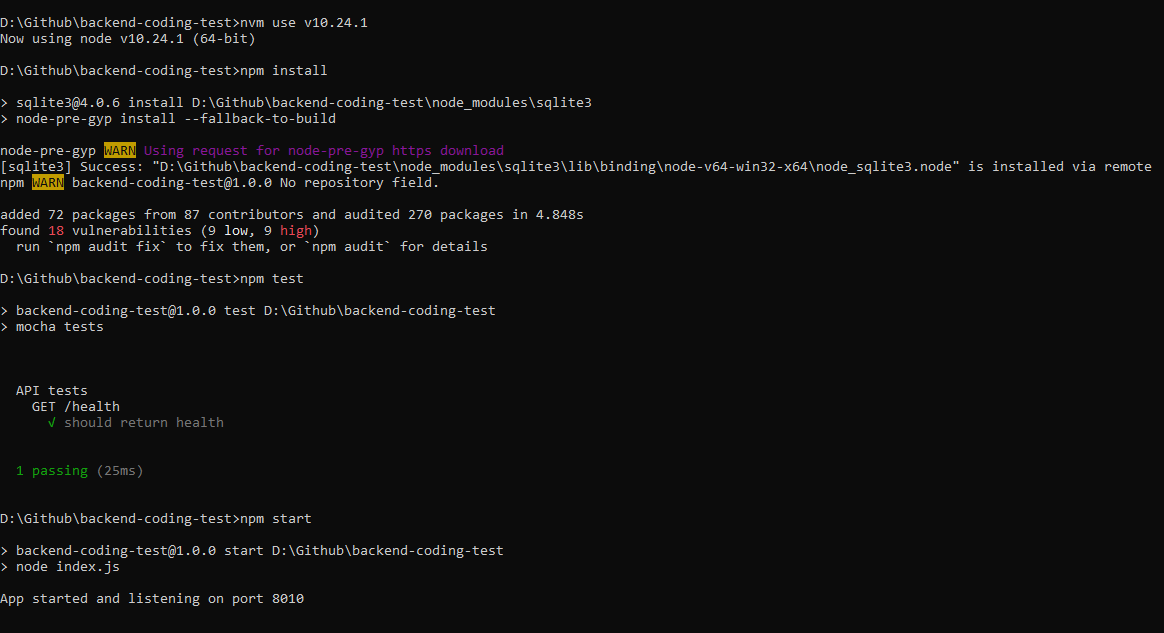 D:\Github\backend-coding-test>nvm use v10.24.1
Now using node v10.24.1 (64-bit)
D:\Github\backend-coding-test>npm install
> sqlite3@4.0.6 install D:\Github\backend-coding-test\node_modules\sqlite3
> node-pre-gyp install --fallback-to-build
node-pre-gyp WARN Using request for node-pre-gyp https download
[sqlite3] Success: "D:\Github\backend-coding-test\node_modules\sqlite3\lib\binding\node-v64-win32-x64\node_sqlite3.node" is installed via remote
npm WARN backend-coding-test@1.0.0 No repository field.
added 72 packages from 87 contributors and audited 270 packages in 4.848s
found 18 vulnerabilities (9 low, 9 high)
  run `npm audit fix` to fix them, or `npm audit` for details
D:\Github\backend-coding-test>npm test
> backend-coding-test@1.0.0 test D:\Github\backend-coding-test
> mocha tests
  API tests
    GET /health
      √ should return health
  1 passing (25ms)
D:\Github\backend-coding-test>npm start
> backend-coding-test@1.0.0 start D:\Github\backend-coding-test
> node index.js
App started and listening on port 8010